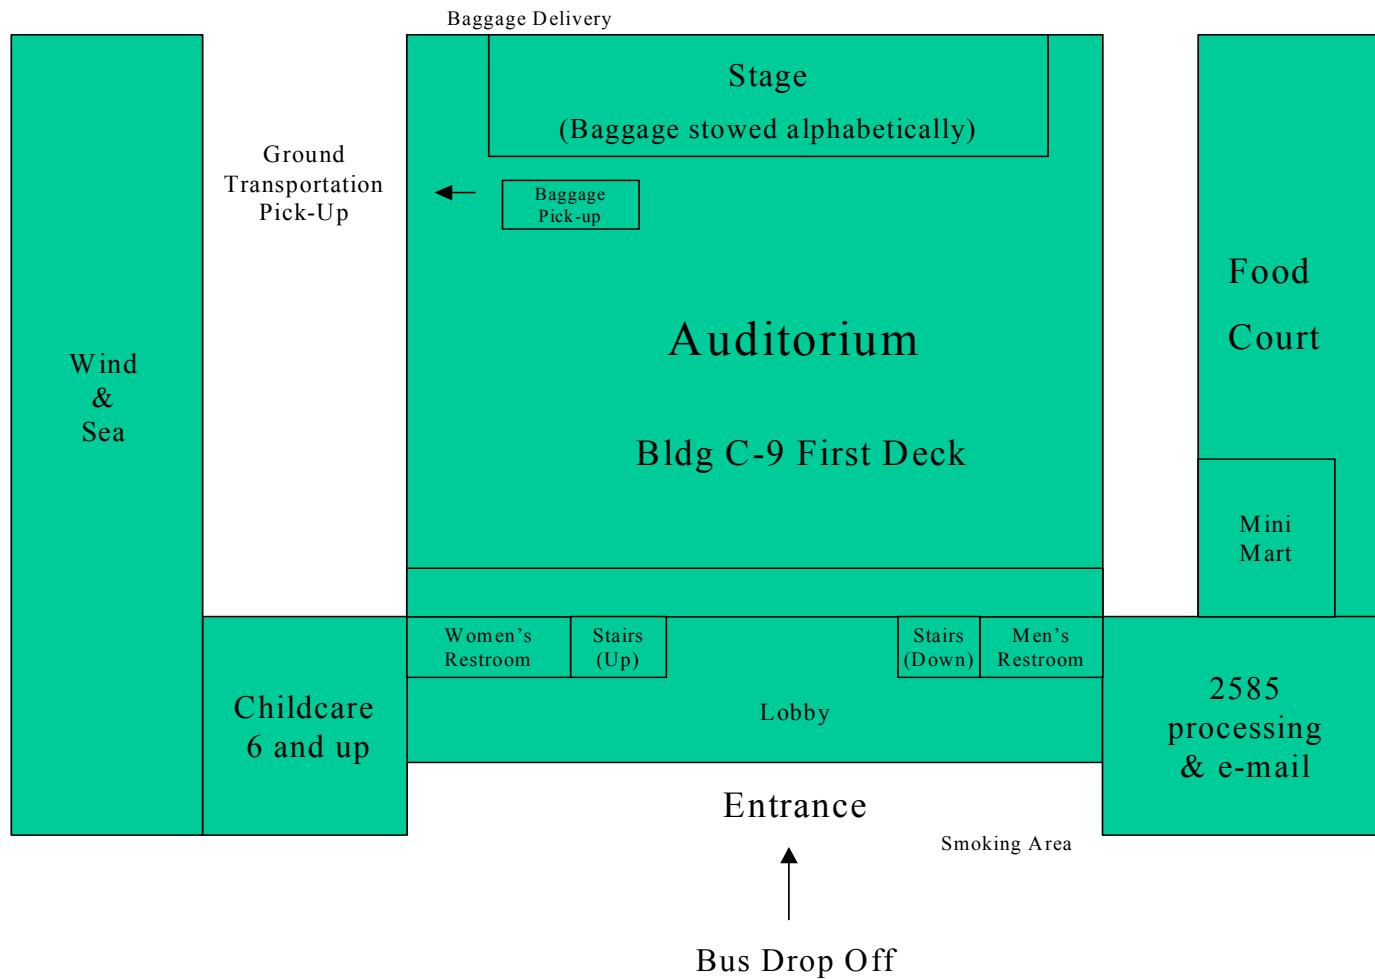 Baggage Delivery
Stage
(Baggage stowed alphabetically)
Ground
Transportation
Pick-Up
Baggage
Pick-up
Food
Court
Auditorium
Wind
&
Sea
Bldg C-9 First Deck
Mini
Mart
Women’s
Restroom
Stairs
(Up)
Stairs
(Down)
Men’s
Restroom
Childcare
6 and up
Lobby
2585
processing
& e-mail
Entrance
Smoking Area
Bus Drop Off